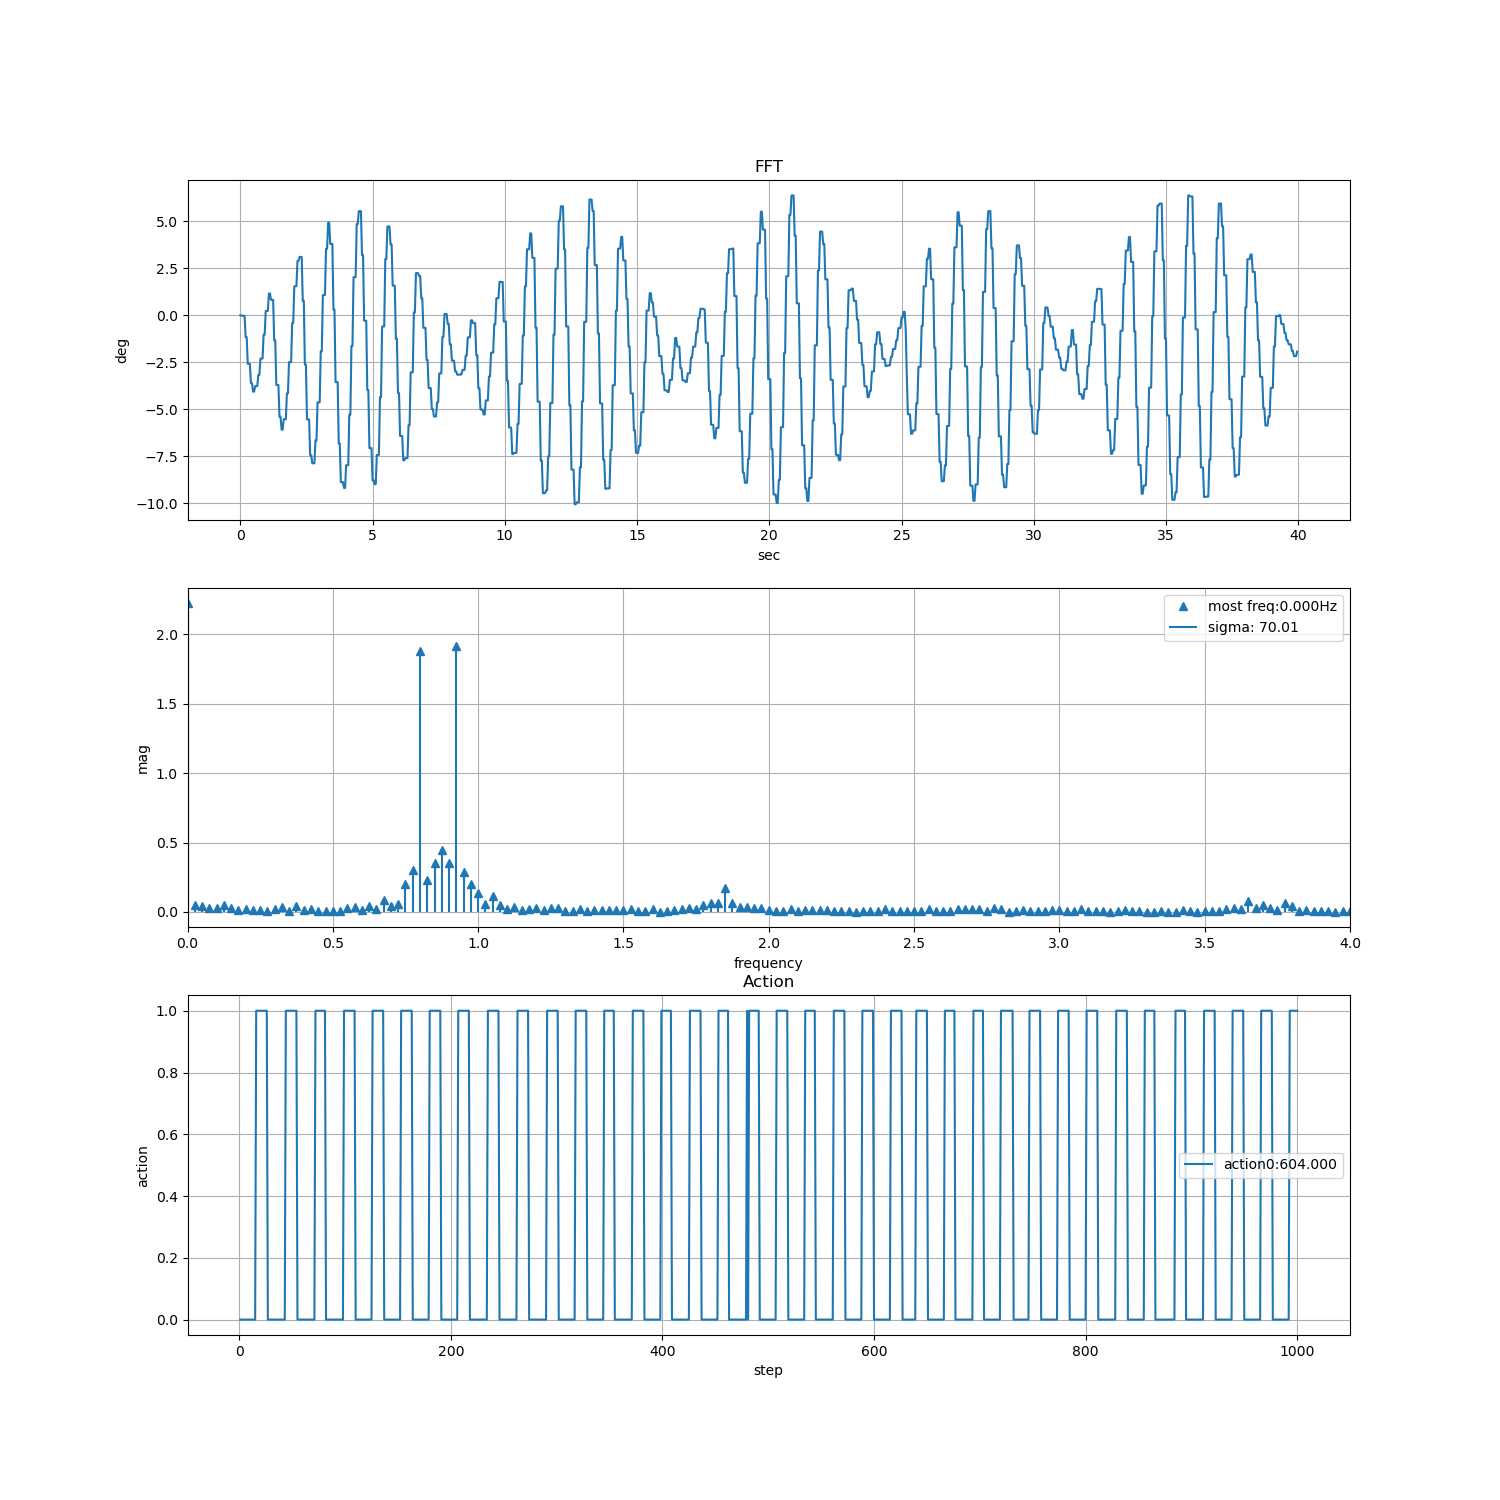 FFT
5.0
2.5
0.0
−2.5
−5.0
−7.5
−10.0
deg
0 5 10 15 20 25 30 35 40
sec
most freq:0.000Hz
sigma: 70.01
2.0
1.5
1.0
0.5
0.0
mag
0.0 0.5 1.0 1.5 2.0 2.5 3.0 3.5 4.0
frequency
Action
1.0
0.8
0.6
0.4
0.2
0.0
action
action0:604.000
0 200 400 600 800 1000
step